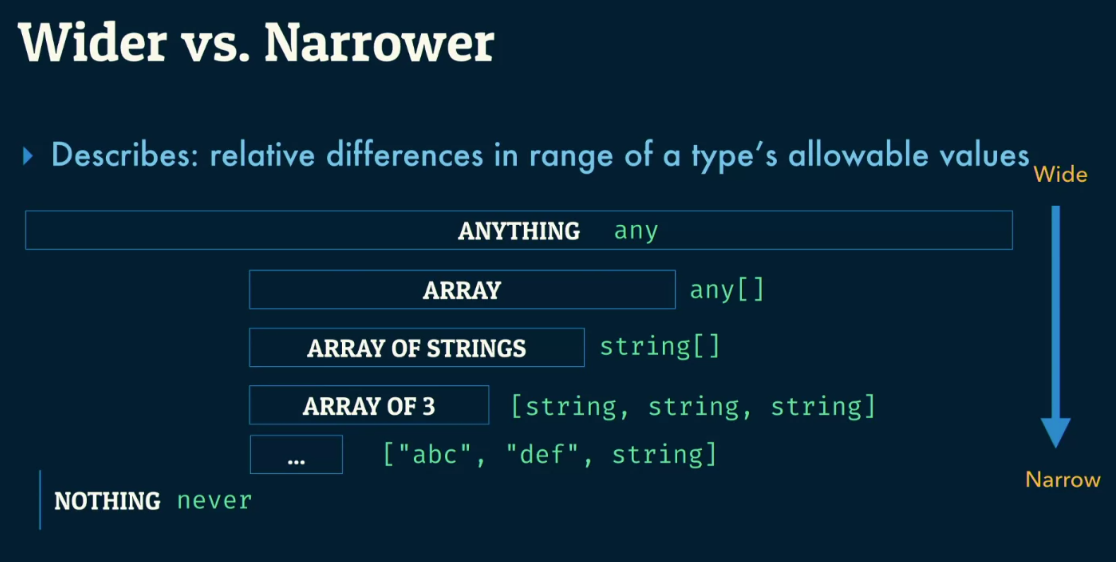 Wider vs. Narrower
Describes: relative differences in range of a type's allowable values
Wide
ANYTHING any
ARRAY any[]
ARRAY OF STRINGS string[]
ARRAY OF 3 [string, string, string]
... ["abc", "def", string]
Narrow
NOTHING never